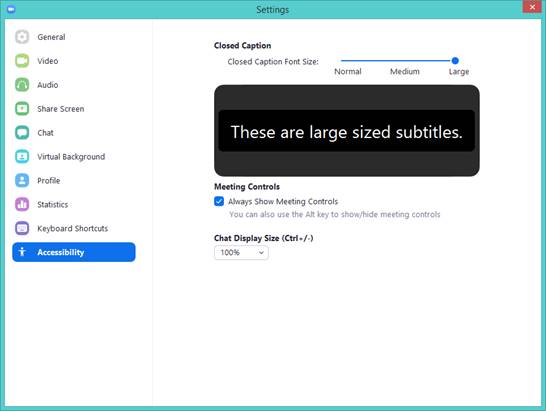 Settings
General
Video
Audio
Share Screen
Chat
Virtual Background
Profile
Statistics
Keyboard Shortcuts
Accessibility
Closed Caption
Closed Caption Font Size:
Normal Medium Large
These are large sized subtitles.
Meeting Controls
Always Show Meeting Controls
You can also use the Alt key to show/hide meeting controls
Chat Display Size (Ctrl+/-)
100%